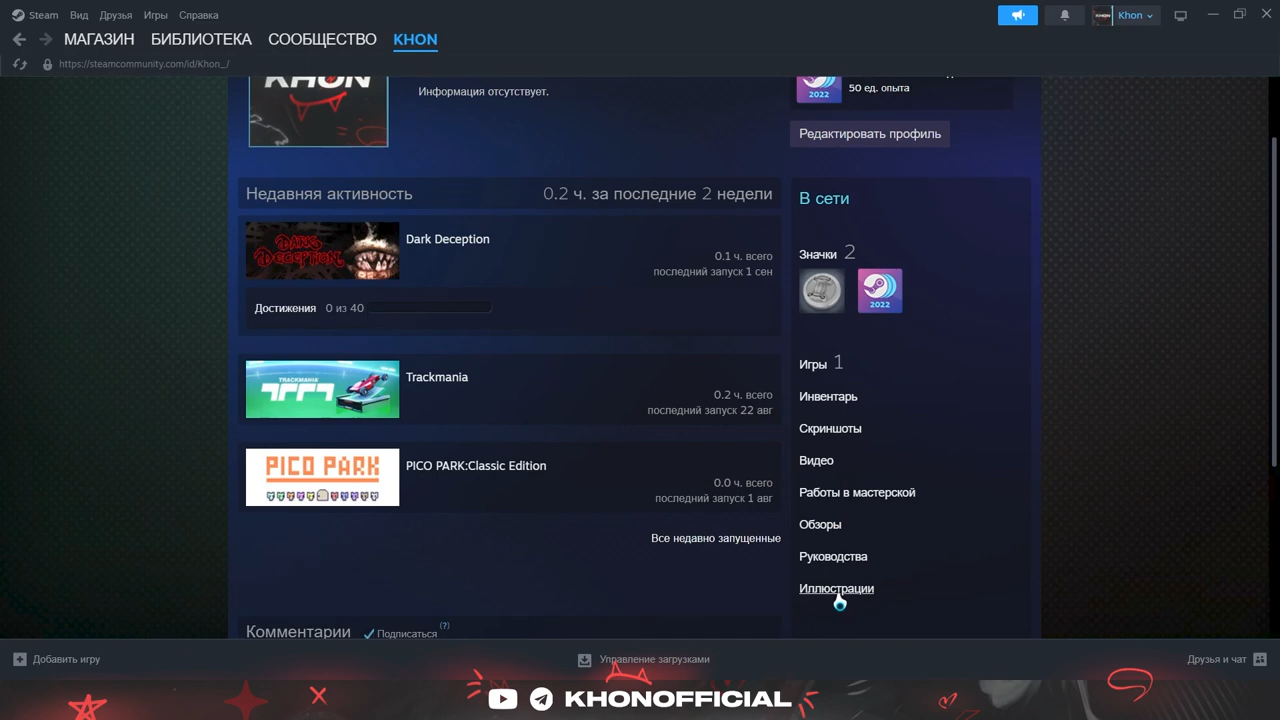 Steam Вид Друзья Игры Справка
Khon
МАГАЗИН БИБЛИОТЕКА СООБЩЕСТВО KHON
https://steamcommunity.com/id/Khon_/
KHON
Информация отсутствует.
2022
50 ед. опыта
Редактировать профиль
Недавняя активность 0.2 ч. за последние 2 недели
В сети
DARK DECEPTION
Dark Deception
0.1 ч. всего
последний запуск 1 сен
Значки 2
2022
Достижения 0 из 40
Игры 1
TRACKMANIA
Trackmania
0.2 ч. всего
последний запуск 22 авг
Инвентарь
Скриншоты
PICO PARK
PICO PARK:Classic Edition
0.0 ч. всего
последний запуск 1 авг
Видео
Работы в мастерской
Все недавно запущенные
Обзоры
Руководства
Иллюстрации
Комментарии Подписаться (?)
Добавить игру
Управление загрузками
Друзья и чат
KHONOFFICIAL